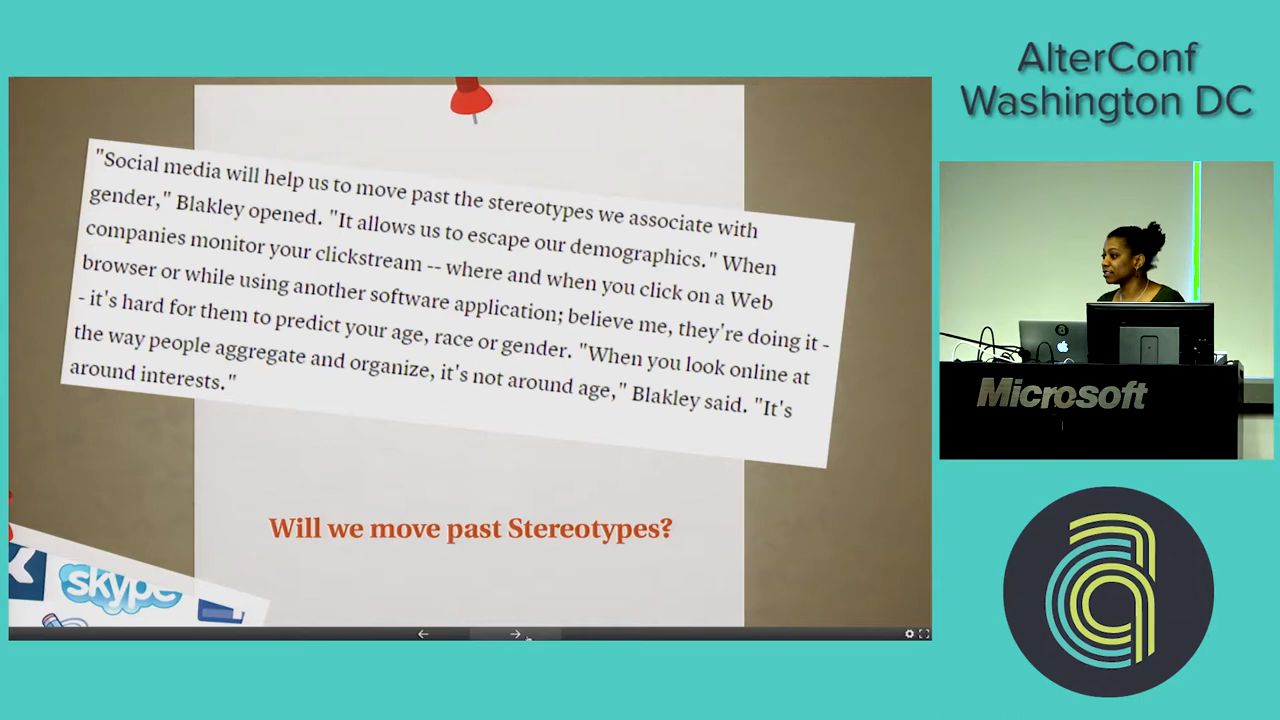 AlterConf
Washington DC
"Social media will help us to move past the stereotypes we associate with
gender," Blakley opened. "It allows us to escape our demographics." When
companies monitor your clickstream -- where and when you click on a Web
browser or while using another software application; believe me, they're doing it -
- it's hard for them to predict your age, race or gender. "When you look online at
the way people aggregate and organize, it's not around age," Blakley said. "It's
around interests."
Will we move past Stereotypes?
skype
Microsoft